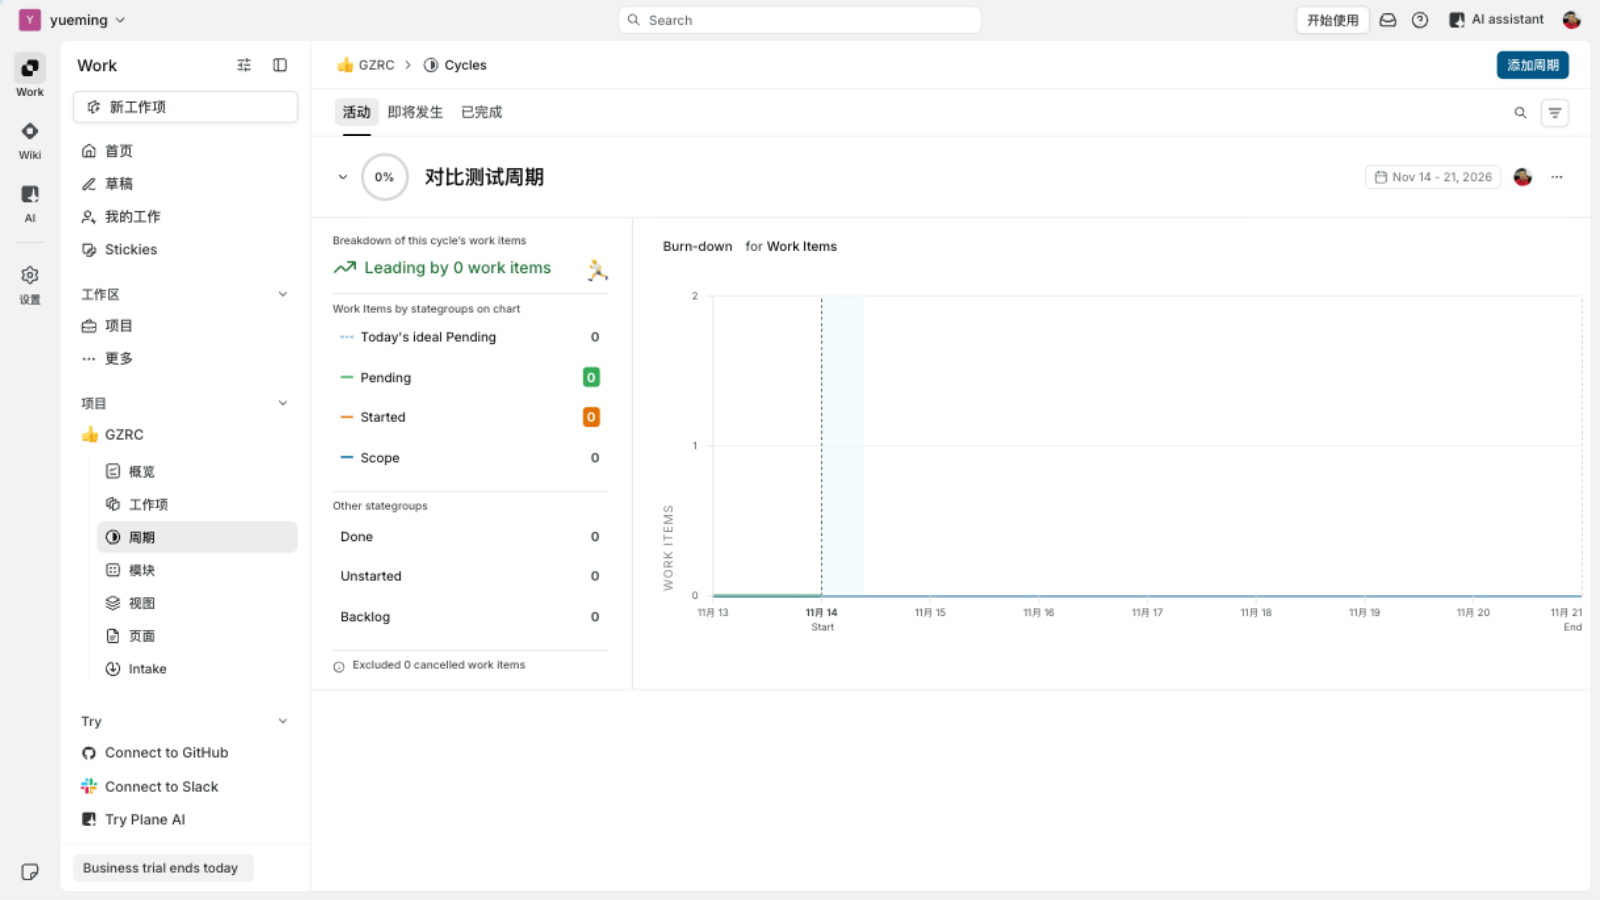 Y yueming
Search
开始使用
AI assistant
Work
Wiki
AI
设置
Work
新工作项
首页
草稿
我的工作
Stickies
工作区
项目
更多
项目
GZRC
概览
工作项
周期
模块
视图
页面
Intake
Try
Connect to GitHub
Connect to Slack
Try Plane AI
Business trial ends today
GZRC
Cycles
添加周期
活动 即将发生 已完成
0% 对比测试周期
Nov 14 - 21, 2026
Breakdown of this cycle's work items
Leading by 0 work items
Work Items by stategroups on chart
Today's ideal Pending 0
Pending 0
Started 0
Scope 0
Other stategroups
Done 0
Unstarted 0
Backlog 0
Excluded 0 cancelled work items
Burn-down for Work Items
2
1
0
WORK ITEMS
11月 13 11月 14 11月 15 11月 16 11月 17 11月 18 11月 19 11月 20 11月 21
Start End